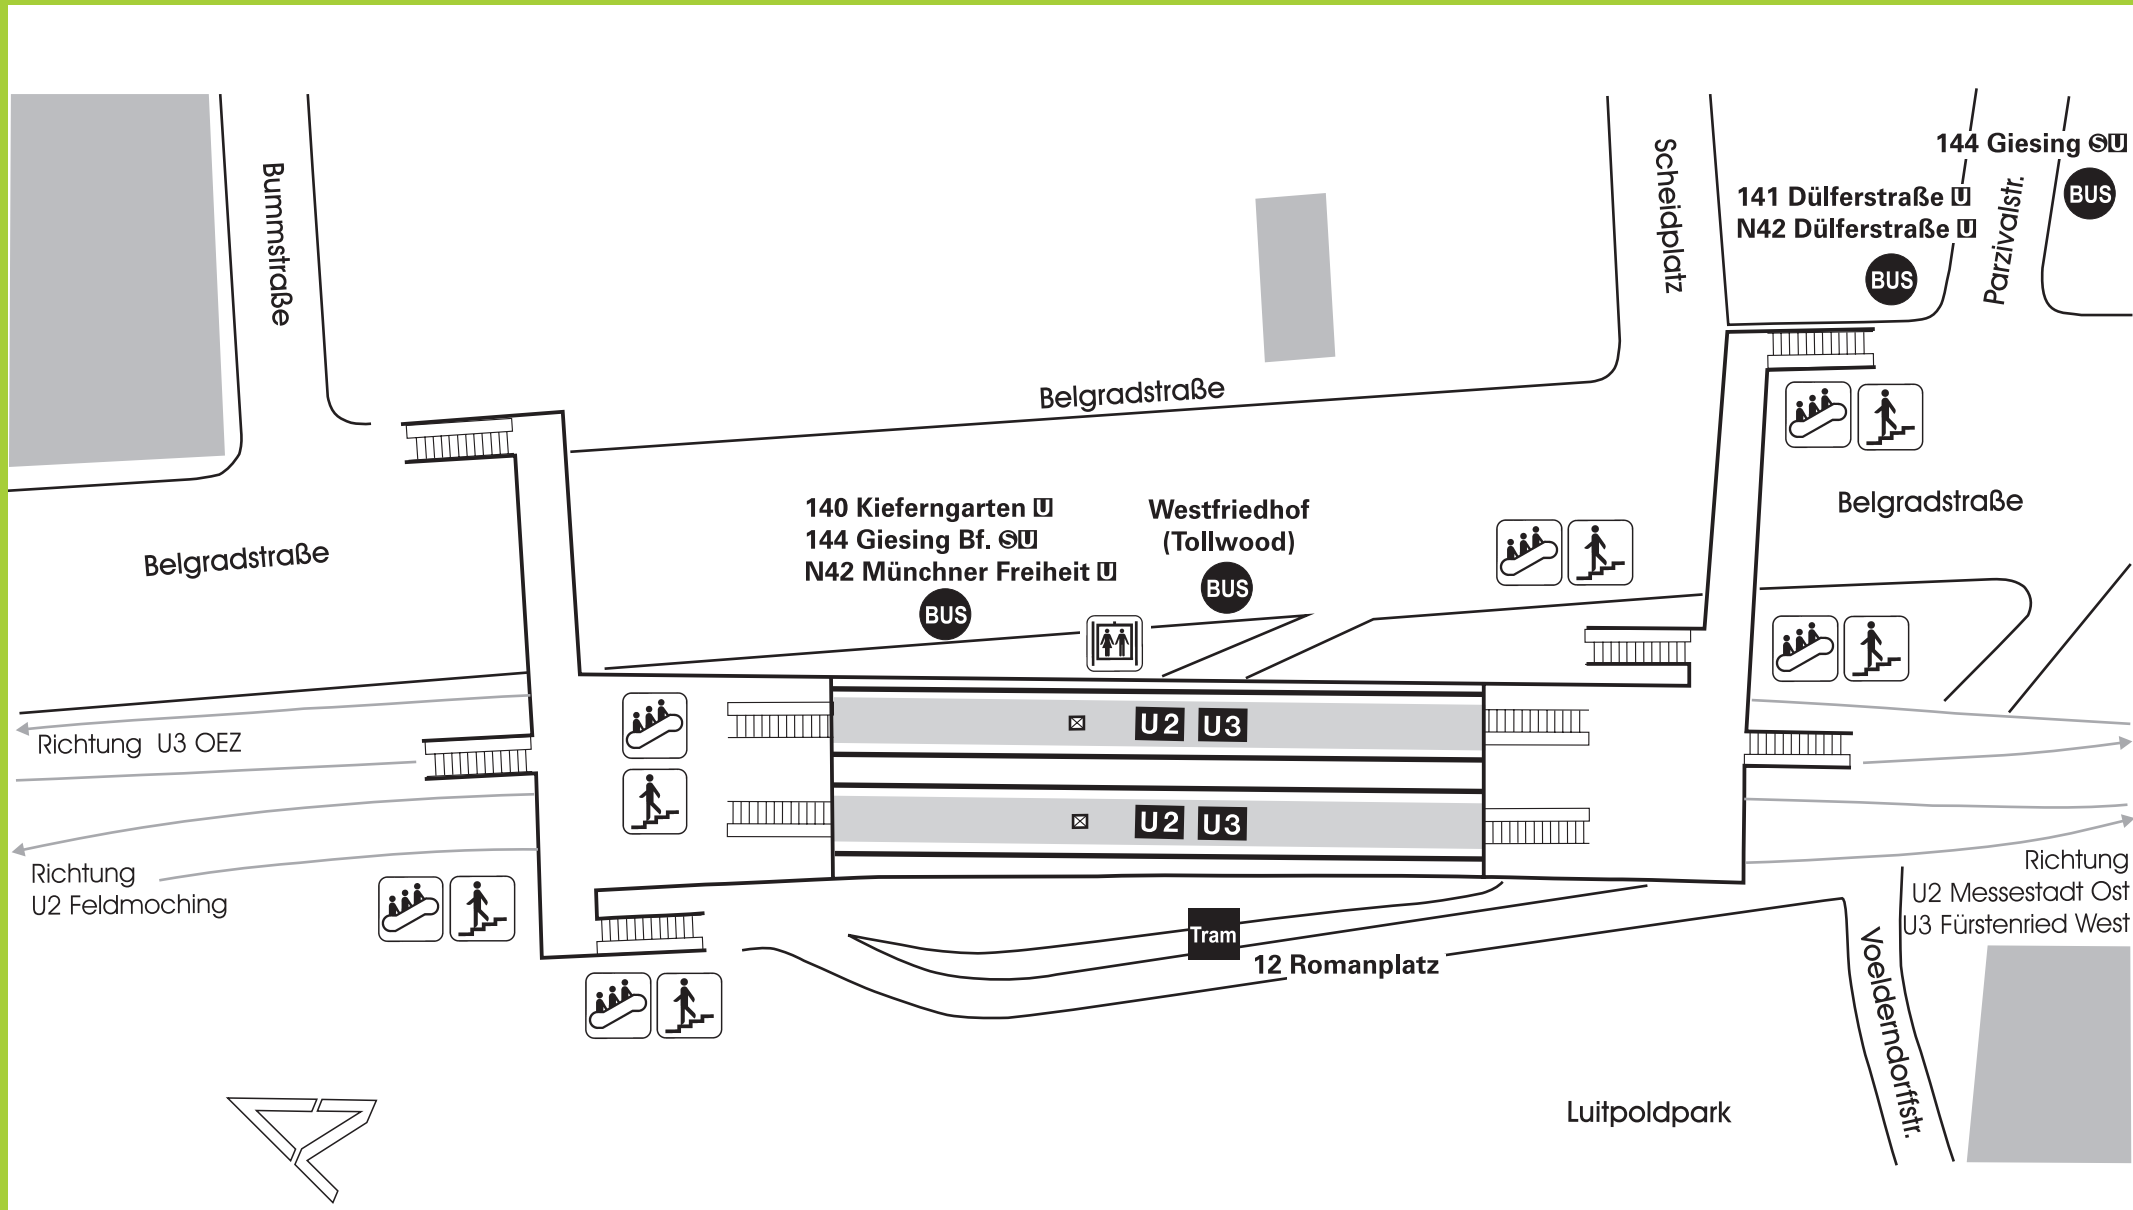 144 Giesing SU
BUS
141 Dülferstraße U
N42 Dülferstraße U
BUS
Parzivalstr.
Scheidplatz
Bummstraße
Belgradstraße
Belgradstraße
Belgradstraße
140 Kieferngarten U
144 Giesing Bf. SU
N42 Münchner Freiheit U
BUS
Westfriedhof
(Tollwood)
BUS
U2 U3
U2 U3
Richtung U3 OEZ
Richtung
U2 Feldmoching
Richtung
U2 Messestadt Ost
U3 Fürstenried West
Tram
12 Romanplatz
Voelderndorffstr.
Luitpoldpark